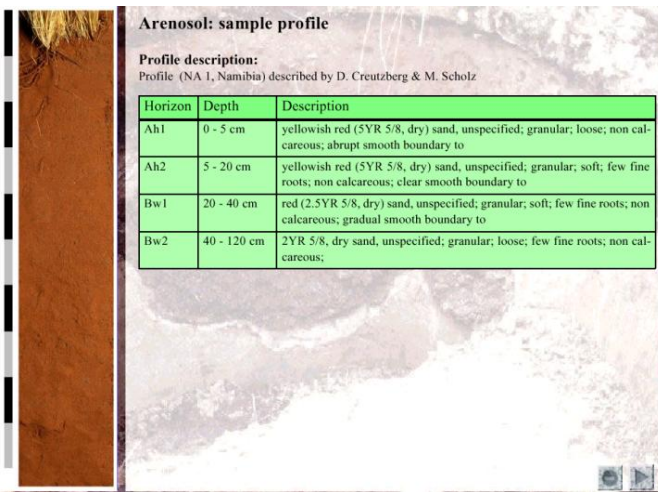 Arenosol: sample profile
Profile description:
Profile (NA 1, Namibia) described by D. Creutzberg & M. Scholz
Horizon Depth Description
Ah1 0 - 5 cm yellowish red (5YR 5/8, dry) sand, unspecified; granular; loose; non cal-
careous; abrupt smooth boundary to
Ah2 5 - 20 cm yellowish red (5YR 5/8, dry) sand, unspecified; granular; soft; few fine
roots; non calcareous; clear smooth boundary to
Bw1 20 - 40 cm red (2.5YR 5/8, dry) sand, unspecified; granular; soft; few fine roots; non
calcareous; gradual smooth boundary to
Bw2 40 - 120 cm 2YR 5/8, dry sand, unspecified; granular; loose; few fine roots; non cal-
careous;